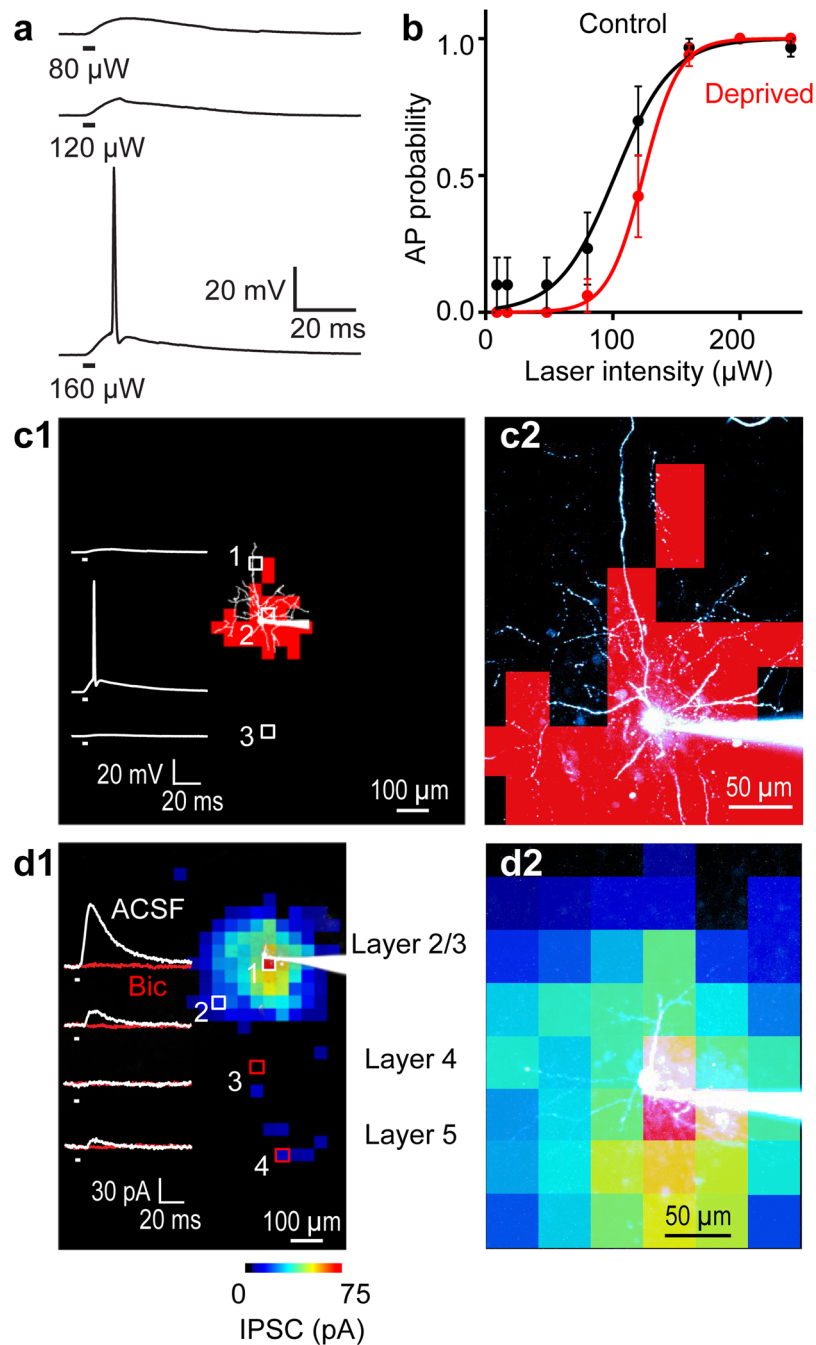 a
80 µW
120 µW
160 µW
20 mV
20 ms
b
Control
Deprived
AP probability
1.0
0.5
0.0
0
100
200
Laser intensity (µW)
c1
1
2
3
20 mV
20 ms
100 µm
c2
50 µm
d1
ACSF
Bic
1
2
3
4
30 pA
20 ms
100 µm
Layer 2/3
Layer 4
Layer 5
d2
50 µm
0
75
IPSC (pA)